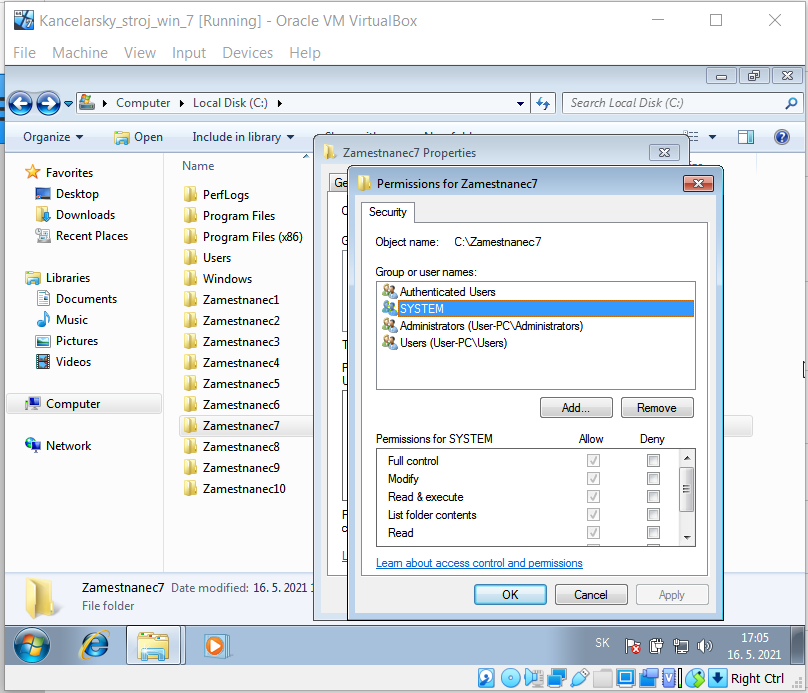 Kancelarsky_stroj_win_7 [Running] - Oracle VM VirtualBox
File Machine View Input Devices Help
Computer Local Disk (C:)
Search Local Disk (C:)
Organize Open Include in library
Favorites
Desktop
Downloads
Recent Places
Libraries
Documents
Music
Pictures
Videos
Computer
Network
Name
PerfLogs
Program Files
Program Files (x86)
Users
Windows
Zamestnanec1
Zamestnanec2
Zamestnanec3
Zamestnanec4
Zamestnanec5
Zamestnanec6
Zamestnanec7
Zamestnanec8
Zamestnanec9
Zamestnanec10
Zamestnanec7 Properties
Permissions for Zamestnanec7
Security
Object name: C:\Zamestnanec7
Group or user names:
Authenticated Users
SYSTEM
Administrators (User-PC\Administrators)
Users (User-PC\Users)
Add... Remove
Permissions for SYSTEM Allow Deny
Full control
Modify
Read & execute
List folder contents
Read
Learn about access control and permissions
OK Cancel Apply
Zamestnanec7 Date modified: 16. 5. 2021
File folder
SK
17:05
16. 5. 2021
Right Ctrl